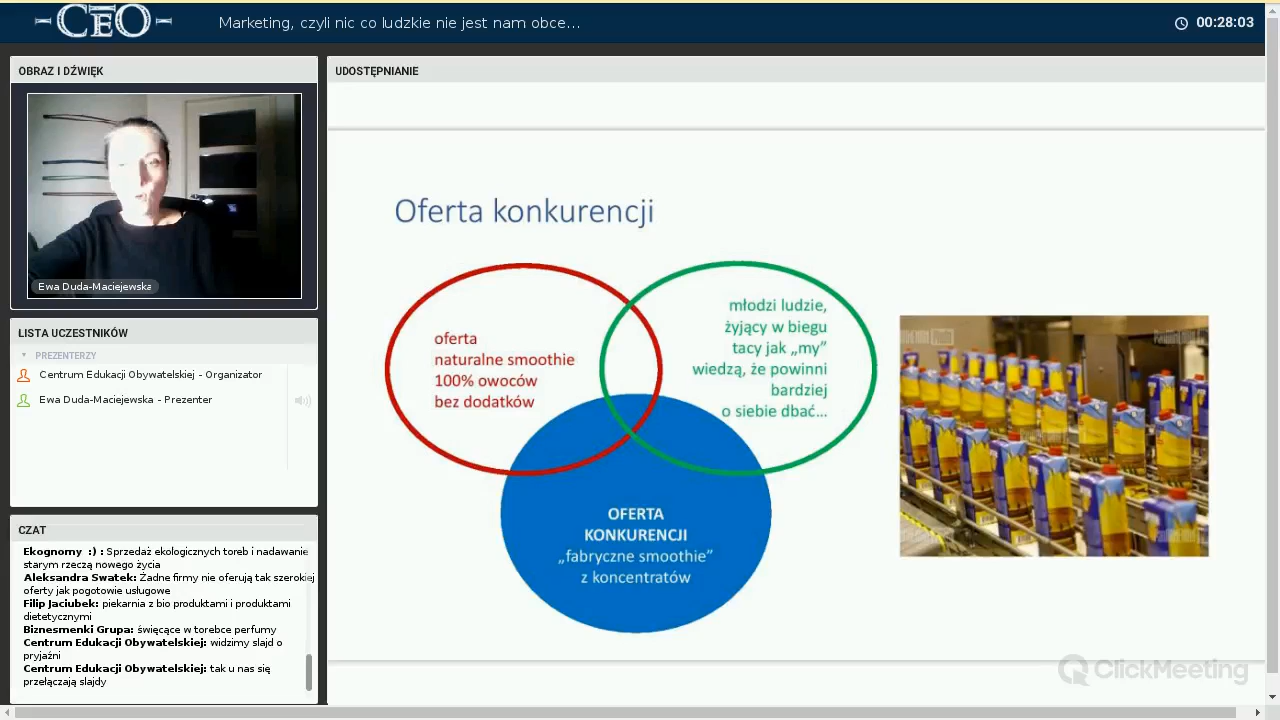 CEO
Marketing, czyli nic co ludzkie nie jest nam obce...
00:28:03
OBRAZ I DŹWIĘK
Ewa Duda-Maciejewska
LISTA UCZESTNIKÓW
PREZENTERZY
Centrum Edukacji Obywatelskiej - Organizator
Ewa Duda-Maciejewska - Prezenter
CZAT
Ekognomy :) : Sprzedaż ekologicznych toreb i nadawanie
starym rzeczą nowego życia
Aleksandra Swatek: Żadne firmy nie oferują tak szerokiej
oferty jak pogotowie usługowe
Filip Jaciubek: piekarnia z bio produktami i produktami
dietetycznymi
Biznesmenki Grupa: święcące w torebce perfumy
Centrum Edukacji Obywatelskiej: widzimy slajd o
pryjaźni
Centrum Edukacji Obywatelskiej: tak u nas się
przełączają slajdy
UDOSTĘPNIANIE
Oferta konkurencji
oferta
naturalne smoothie
100% owoców
bez dodatków
młodzi ludzie,
żyjący w biegu
tacy jak „my”
wiedzą, że powinni
bardziej
o siebie dbać...
OFERTA
KONKURENCJI
„fabryczne smoothie”
z koncentratów
ClickMeeting